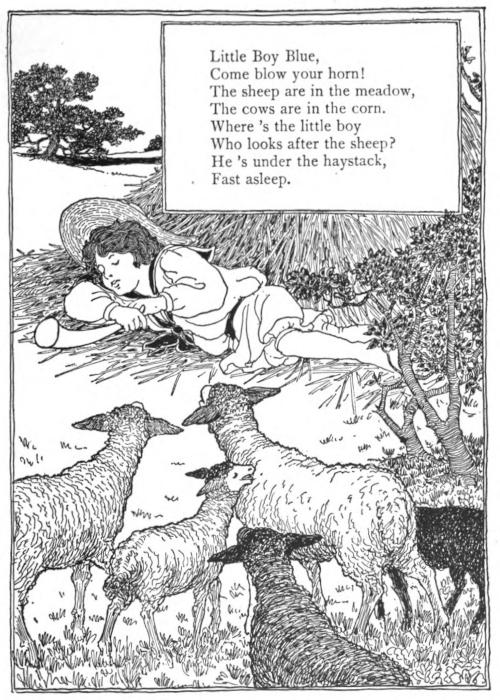 Little Boy Blue,
Come blow your horn!
The sheep are in the meadow,
The cows are in the corn.
Where 's the little boy
Who looks after the sheep?
He 's under the haystack,
Fast asleep.